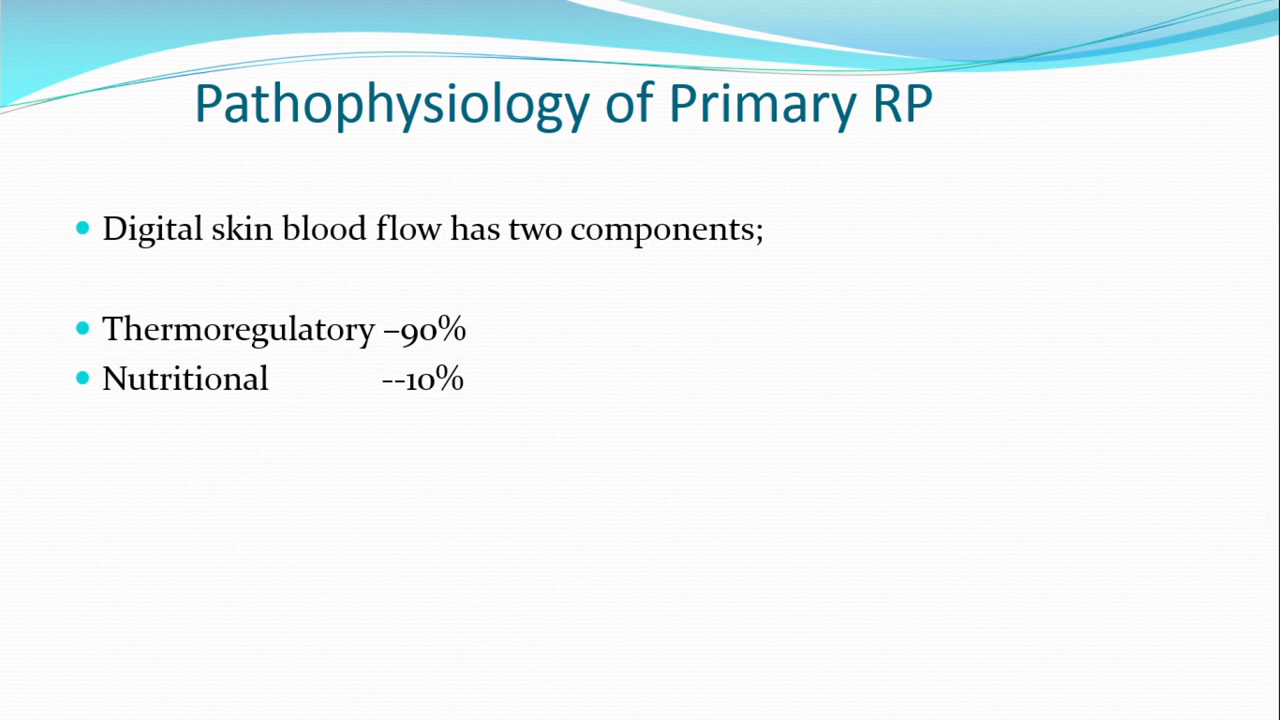 Pathophysiology of Primary RP
Digital skin blood flow has two components;
Thermoregulatory –90%
Nutritional --10%